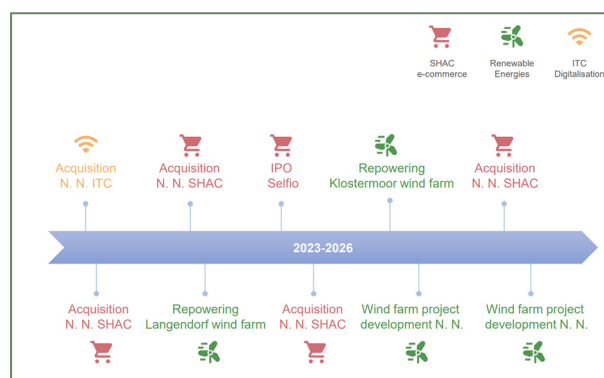 SHAC
e-commerce
Renewable
Energies
ITC
Digitalisation
Acquisition
N. N. ITC
Acquisition
N. N. SHAC
IPO
Selfio
Repowering
Klostermoor wind farm
Acquisition
N. N. SHAC
2023-2026
Acquisition
N. N. SHAC
Repowering
Langendorf wind farm
Acquisition
N. N. SHAC
Wind farm project
development N. N.
Wind farm project
development N. N.